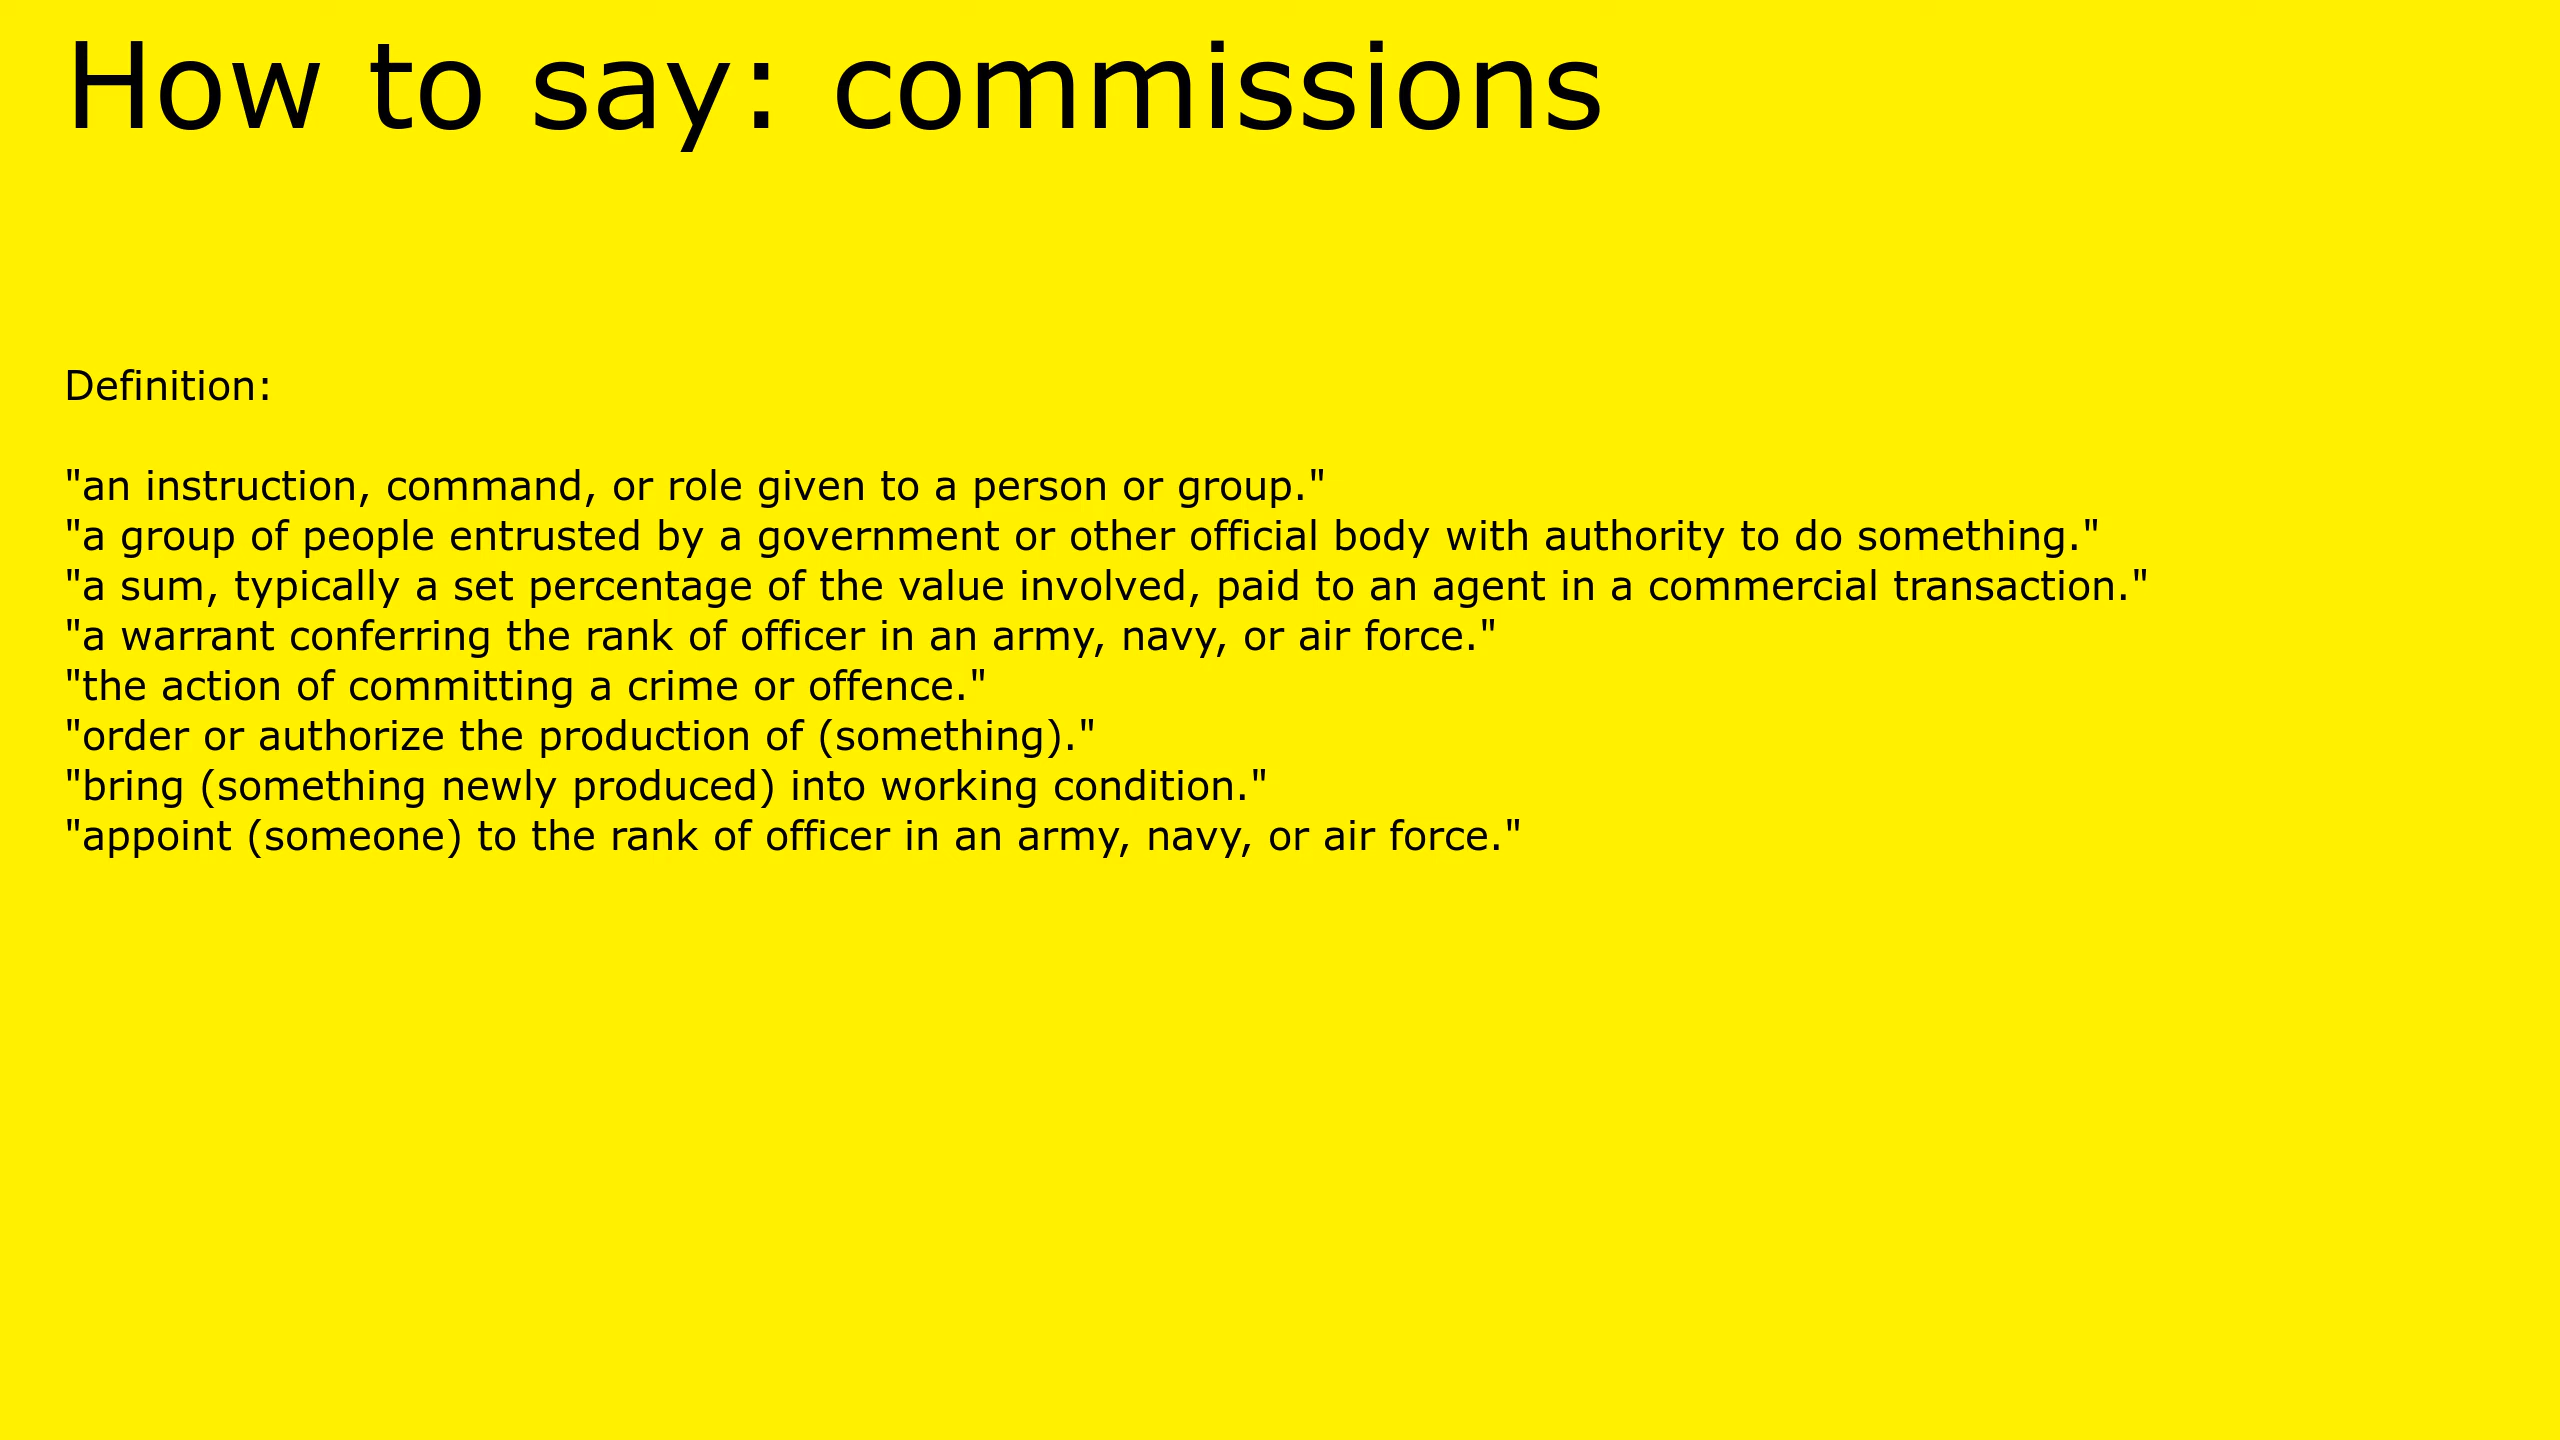 How to say: commissions
Definition:
"an instruction, command, or role given to a person or group."
"a group of people entrusted by a government or other official body with authority to do something."
"a sum, typically a set percentage of the value involved, paid to an agent in a commercial transaction."
"a warrant conferring the rank of officer in an army, navy, or air force."
"the action of committing a crime or offence."
"order or authorize the production of (something)."
"bring (something newly produced) into working condition."
"appoint (someone) to the rank of officer in an army, navy, or air force."